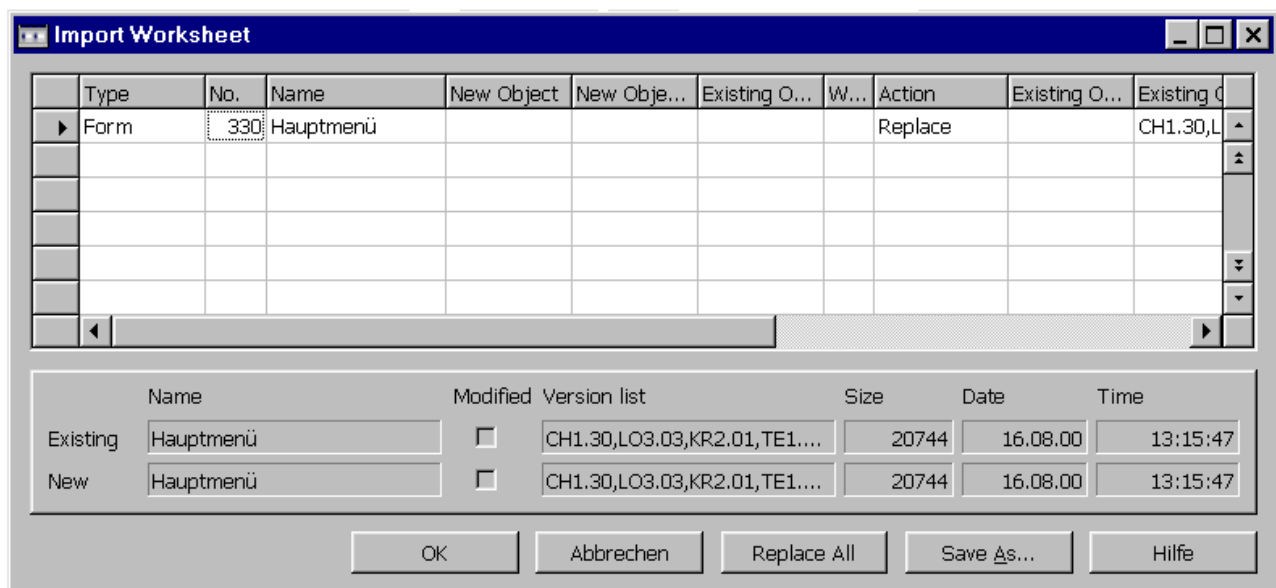 Import Worksheet
Type No. Name New Object New Obje... Existing O... W... Action Existing O... Existing
Form 330 Hauptmenü Replace CH1.30,L
Name Modified Version list Size Date Time
Existing Hauptmenü CH1.30,LO3.03,KR2.01,TE1.... 20744 16.08.00 13:15:47
New Hauptmenü CH1.30,LO3.03,KR2.01,TE1.... 20744 16.08.00 13:15:47
OK Abbrechen Replace All Save As... Hilfe